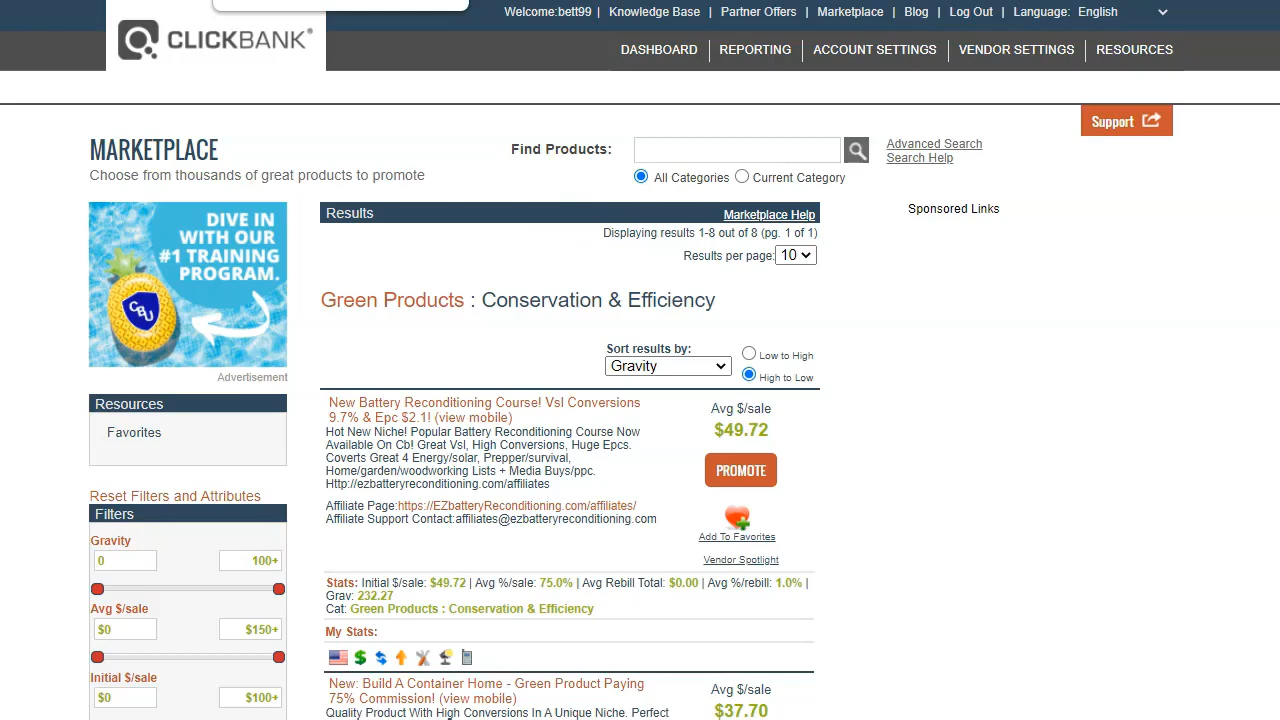 Welcome:bett99 | Knowledge Base | Partner Offers | Marketplace | Blog | Log Out | Language: English
CLICKBANK®
DASHBOARD | REPORTING | ACCOUNT SETTINGS | VENDOR SETTINGS | RESOURCES
Support
MARKETPLACE
Choose from thousands of great products to promote
Find Products:
Advanced Search
Search Help
All Categories Current Category
DIVE IN
WITH OUR
#1 TRAINING
PROGRAM.
CBU
Advertisement
Resources
Favorites
Reset Filters and Attributes
Filters
Gravity
0 100+
Avg $/sale
$0 $150+
Initial $/sale
$0 $100+
Results Marketplace Help
Displaying results 1-8 out of 8 (pg. 1 of 1)
Results per page: 10
Green Products : Conservation & Efficiency
Sort results by:
Gravity
Low to High
High to Low
New Battery Reconditioning Course! Vsl Conversions
9.7% & Epc $2.1! (view mobile)
Hot New Niche! Popular Battery Reconditioning Course Now
Available On Cb! Great Vsl, High Conversions, Huge Epcs.
Coverts Great 4 Energy/solar, Prepper/survival,
Home/garden/woodworking Lists + Media Buys/ppc.
Http://ezbatteryreconditioning.com/affiliates
Affiliate Page:https://EZbatteryReconditioning.com/affiliates/
Affiliate Support Contact:affiliates@ezbatteryreconditioning.com
Avg $/sale
$49.72
PROMOTE
Add To Favorites
Vendor Spotlight
Stats: Initial $/sale: $49.72 | Avg %/sale: 75.0% | Avg Rebill Total: $0.00 | Avg %/rebill: 1.0% |
Grav: 232.27
Cat: Green Products : Conservation & Efficiency
My Stats:
New: Build A Container Home - Green Product Paying
75% Commission! (view mobile)
Quality Product With High Conversions In A Unique Niche. Perfect
Avg $/sale
$37.70
Sponsored Links